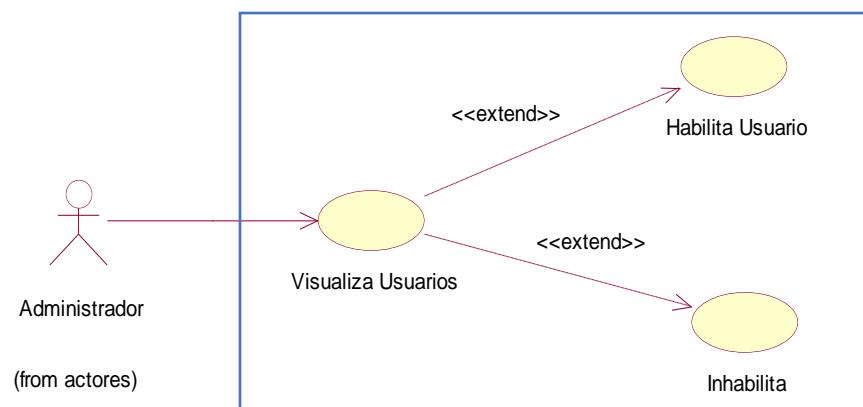 <<extend>>
Habilita Usuario
<<extend>>
Visualiza Usuarios
Administrador
(from actores)
Inhabilita